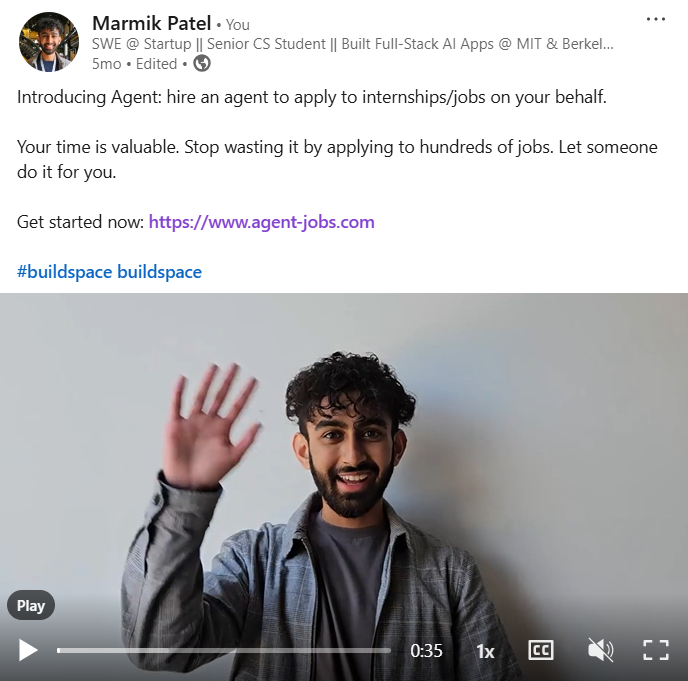 Marmik Patel • You
SWE @ Startup || Senior CS Student || Built Full-Stack AI Apps @ MIT & Berkel...
5mo • Edited •
Introducing Agent: hire an agent to apply to internships/jobs on your behalf.
Your time is valuable. Stop wasting it by applying to hundreds of jobs. Let someone
do it for you.
Get started now: https://www.agent-jobs.com
#buildspace buildspace
Play
0:35 1x CC